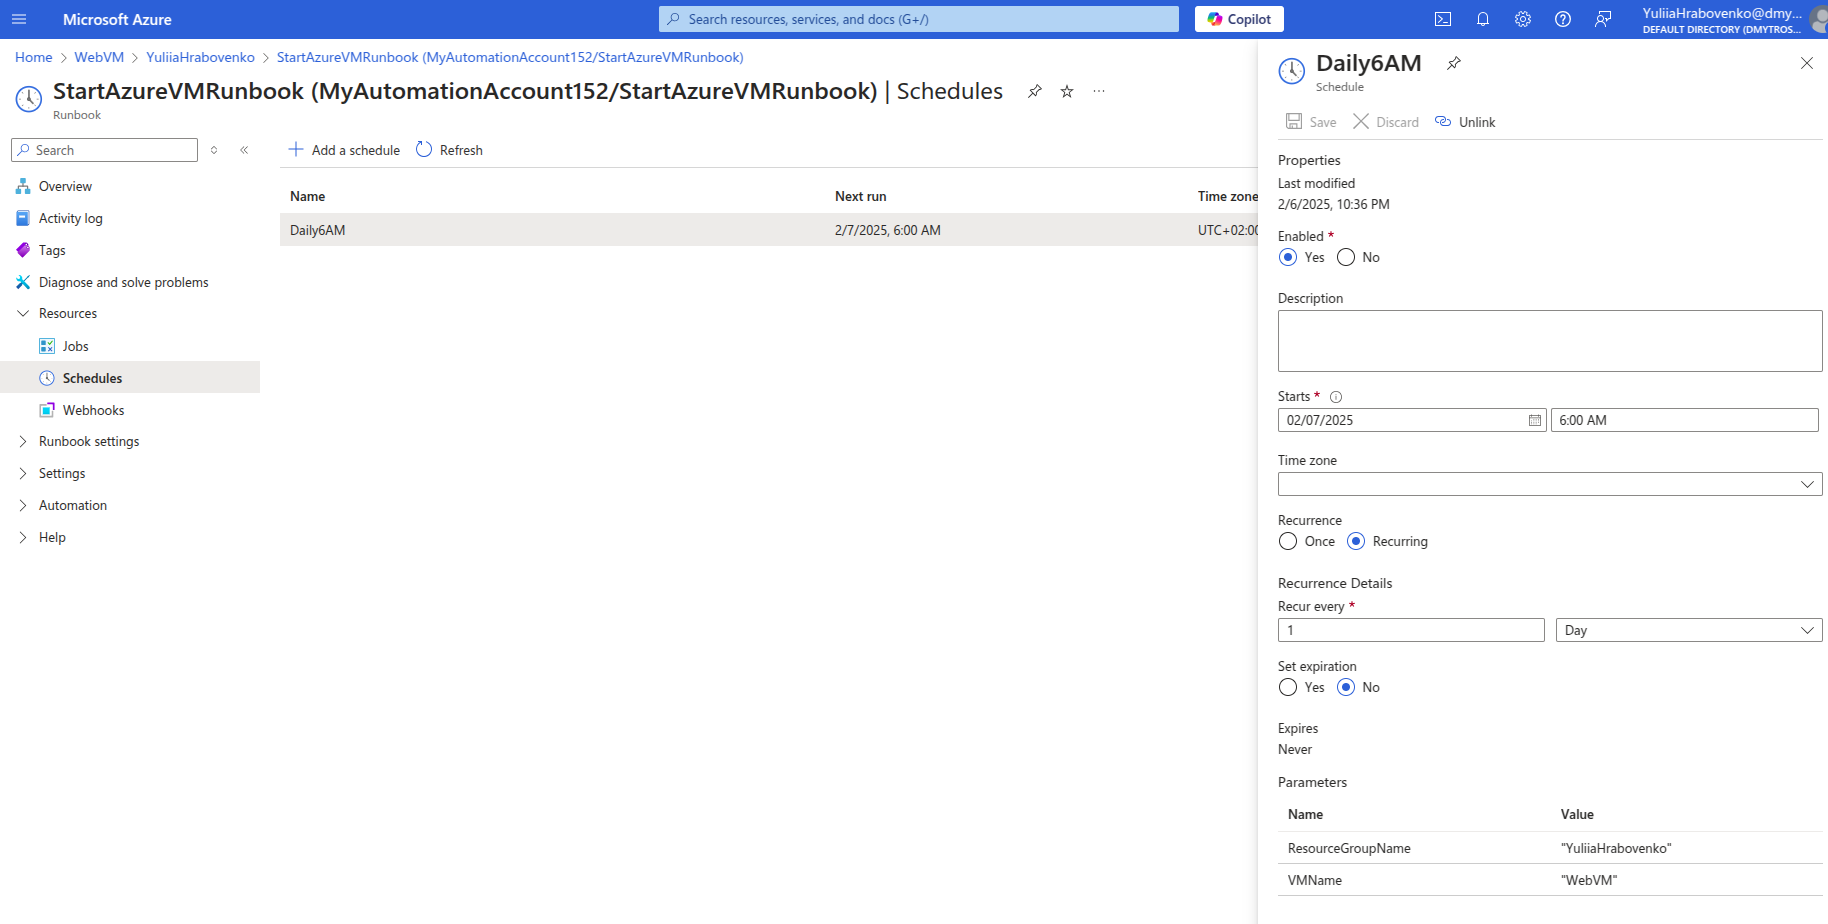 Microsoft Azure
Search resources, services, and docs (G+/)
Copilot
YuliiaHrabovenko@dmy...
DEFAULT DIRECTORY (DMYTROS...
Home > WebVM > YuliiaHrabovenko > StartAzureVMRunbook (MyAutomationAccount152/StartAzureVMRunbook)
StartAzureVMRunbook (MyAutomationAccount152/StartAzureVMRunbook) | Schedules
Runbook
Search
Overview
Activity log
Tags
Diagnose and solve problems
Resources
Jobs
Schedules
Webhooks
Runbook settings
Settings
Automation
Help
Add a schedule Refresh
Name Next run Time zone
Daily6AM 2/7/2025, 6:00 AM UTC+02:00
Daily6AM
Schedule
Save Discard Unlink
Properties
Last modified
2/6/2025, 10:36 PM
Enabled *
Yes No
Description
Starts *
02/07/2025 6:00 AM
Time zone
Recurrence
Once Recurring
Recurrence Details
Recur every *
1 Day
Set expiration
Yes No
Expires
Never
Parameters
Name Value
ResourceGroupName "YuliiaHrabovenko"
VMName "WebVM"